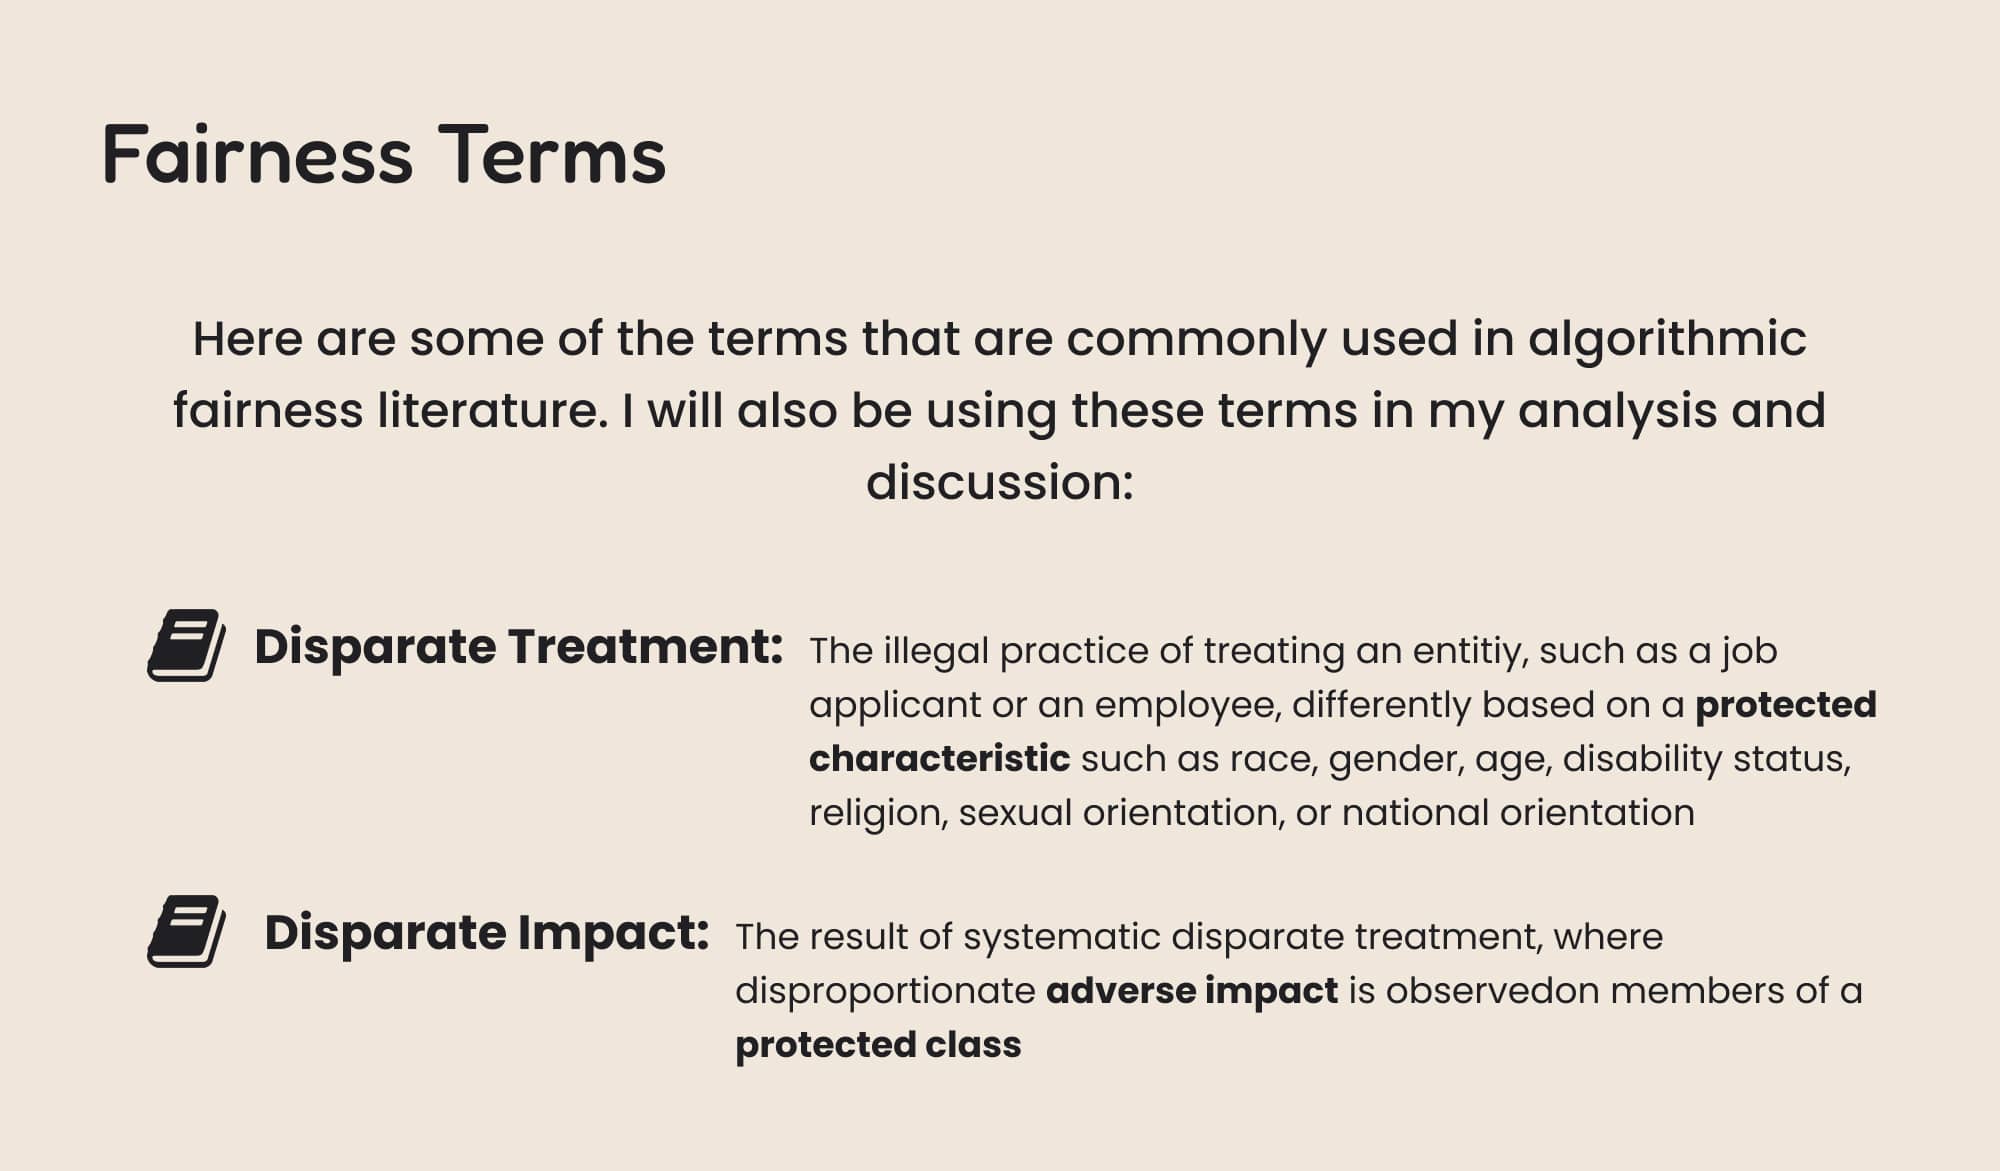 Fairness Terms
Here are some of the terms that are commonly used in algorithmic
fairness literature. I will also be using these terms in my analysis and
discussion:
Disparate Treatment: The illegal practice of treating an entitiy, such as a job
applicant or an employee, differently based on a protected
characteristic such as race, gender, age, disability status,
religion, sexual orientation, or national orientation
Disparate Impact: The result of systematic disparate treatment, where
disproportionate adverse impact is observedon members of a
protected class